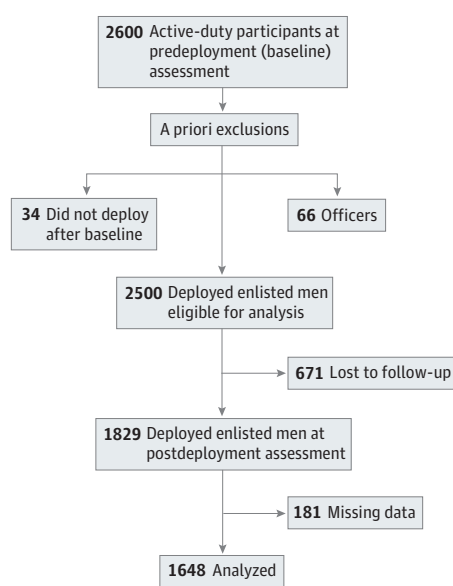 2600 Active-duty participants at
predeployment (baseline)
assessment
A priori exclusions
34 Did not deploy
after baseline
66 Officers
2500 Deployed enlisted men
eligible for analysis
671 Lost to follow-up
1829 Deployed enlisted men at
postdeployment assessment
181 Missing data
1648 Analyzed